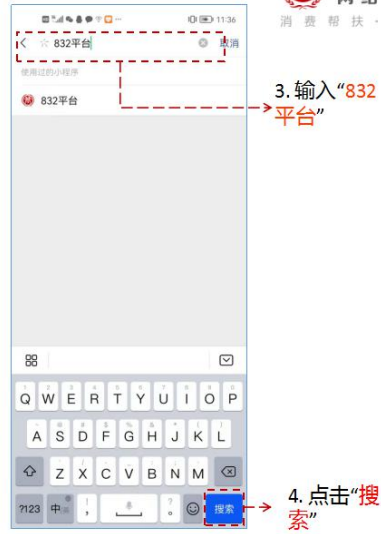 11:36
网络
消费帮扶·
832平台
取消
使用过的小程序
832平台
3. 输入“832
平台”
Q W E R T Y U I O P
A S D F G H J K L
Z X C V B N M
?123 中 ， 。 搜索
4. 点击“搜
索”